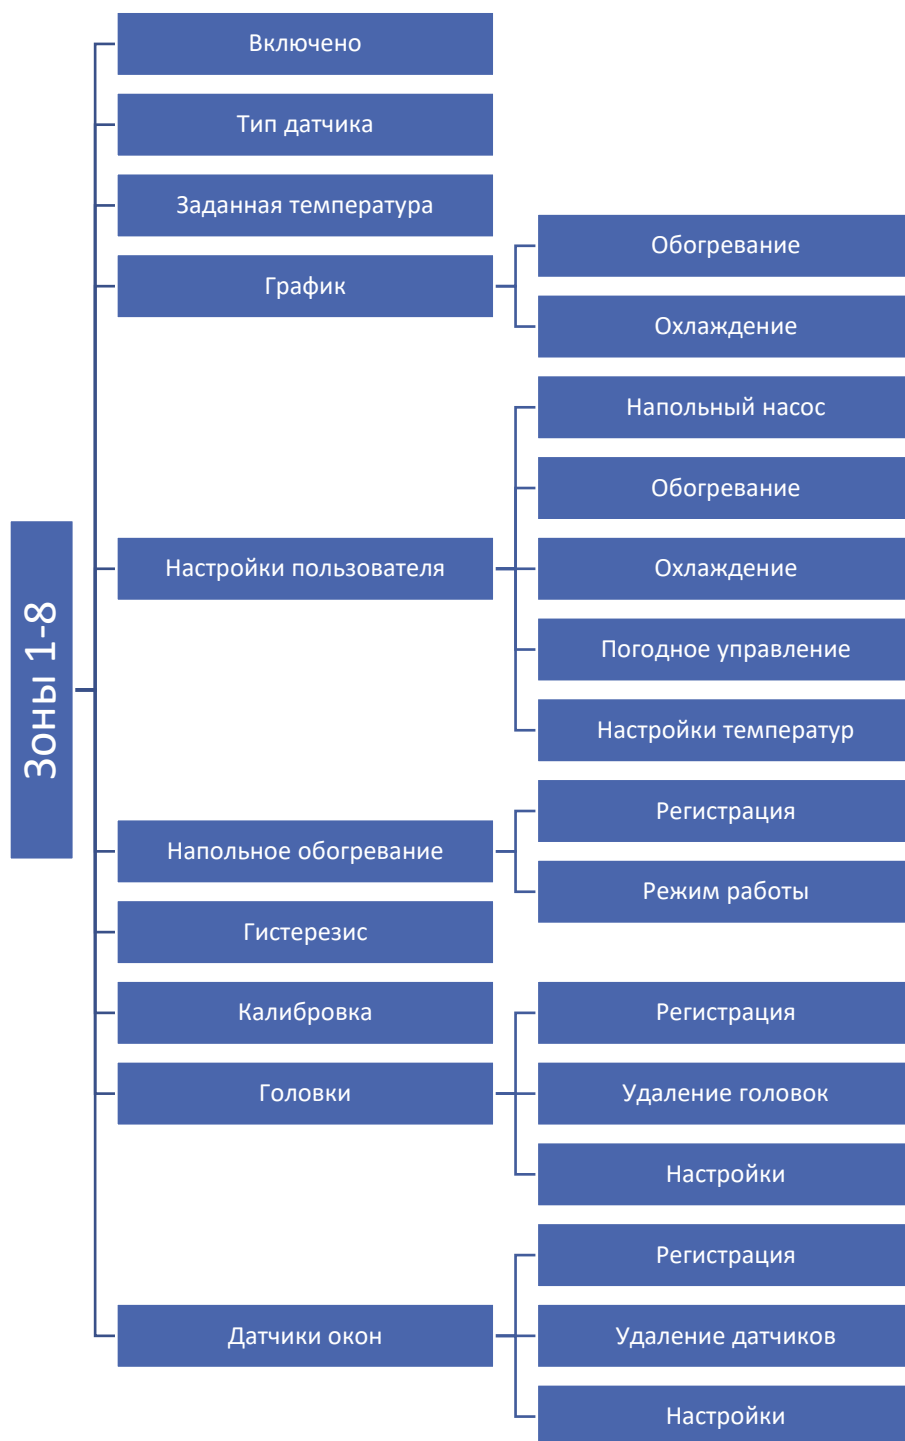 Зоны 1-8
Включено
Тип датчика
Заданная температура
График
Обогревание
Охлаждение
Настройки пользователя
Напольный насос
Обогревание
Охлаждение
Погодное управление
Настройки температур
Напольное обогревание
Регистрация
Режим работы
Гистерезис
Калибровка
Головки
Регистрация
Удаление головок
Настройки
Датчики окон
Регистрация
Удаление датчиков
Настройки